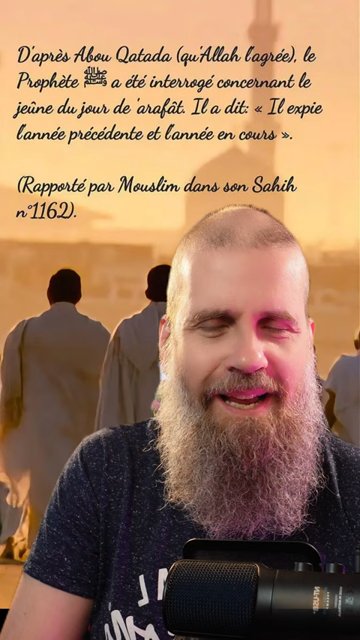 D'après Abou Qatada (qu'Allah l'agrée), le
Prophète ﷺ a été interrogé concernant le
jeûne du jour de 'arafât. Il a dit: « Il expie
l'année précédente et l'année en cours ».
(Rapporté par Mouslim dans son Sahih
n°1162).